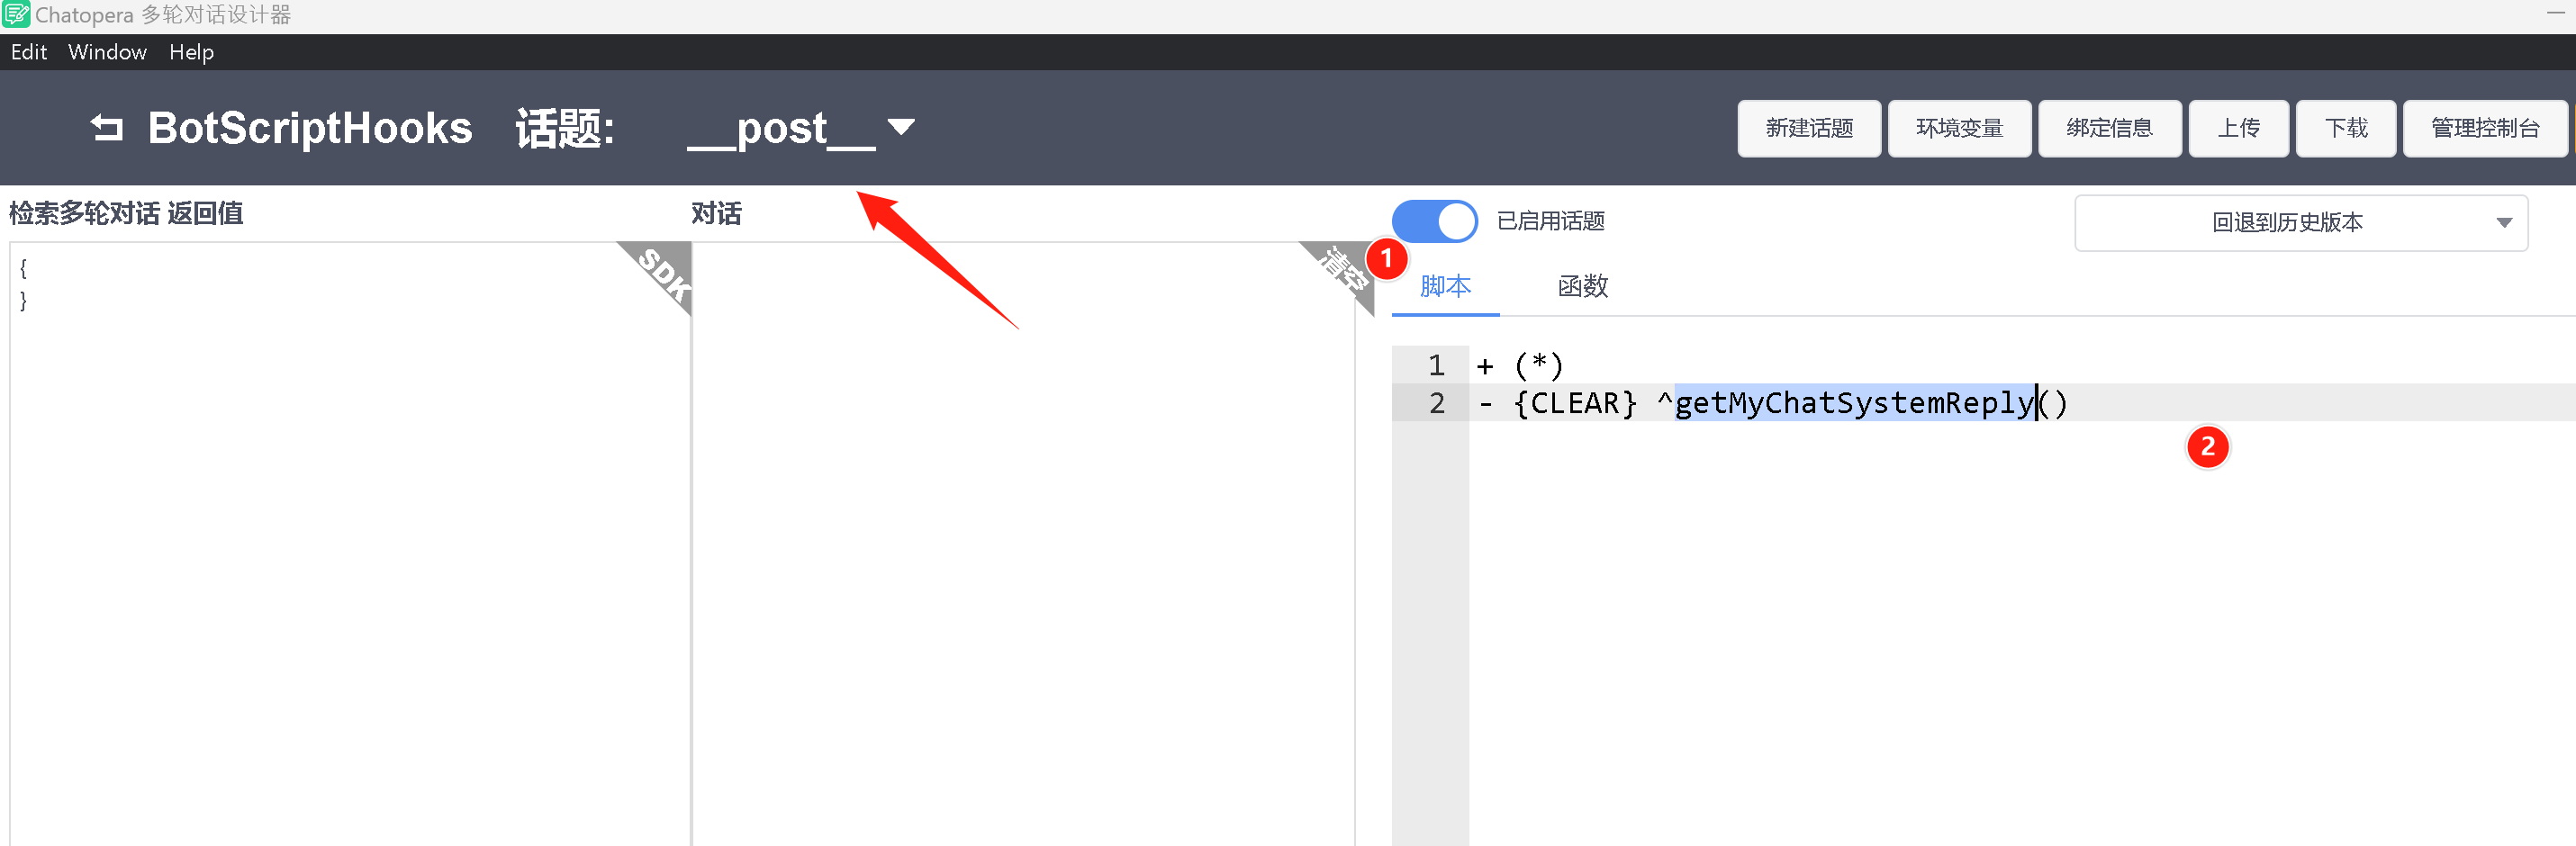 Chatopera 多轮对话设计器
Edit Window Help
BotScriptHooks 话题: __post__
新建话题 环境变量 绑定信息 上传 下载 管理控制台
检索多轮对话 返回值
对话
已启用话题
回退到历史版本
{
}
SDK
清空
1
脚本 函数
1 + (*)
2 - {CLEAR} ^getMyChatSystemReply()
2